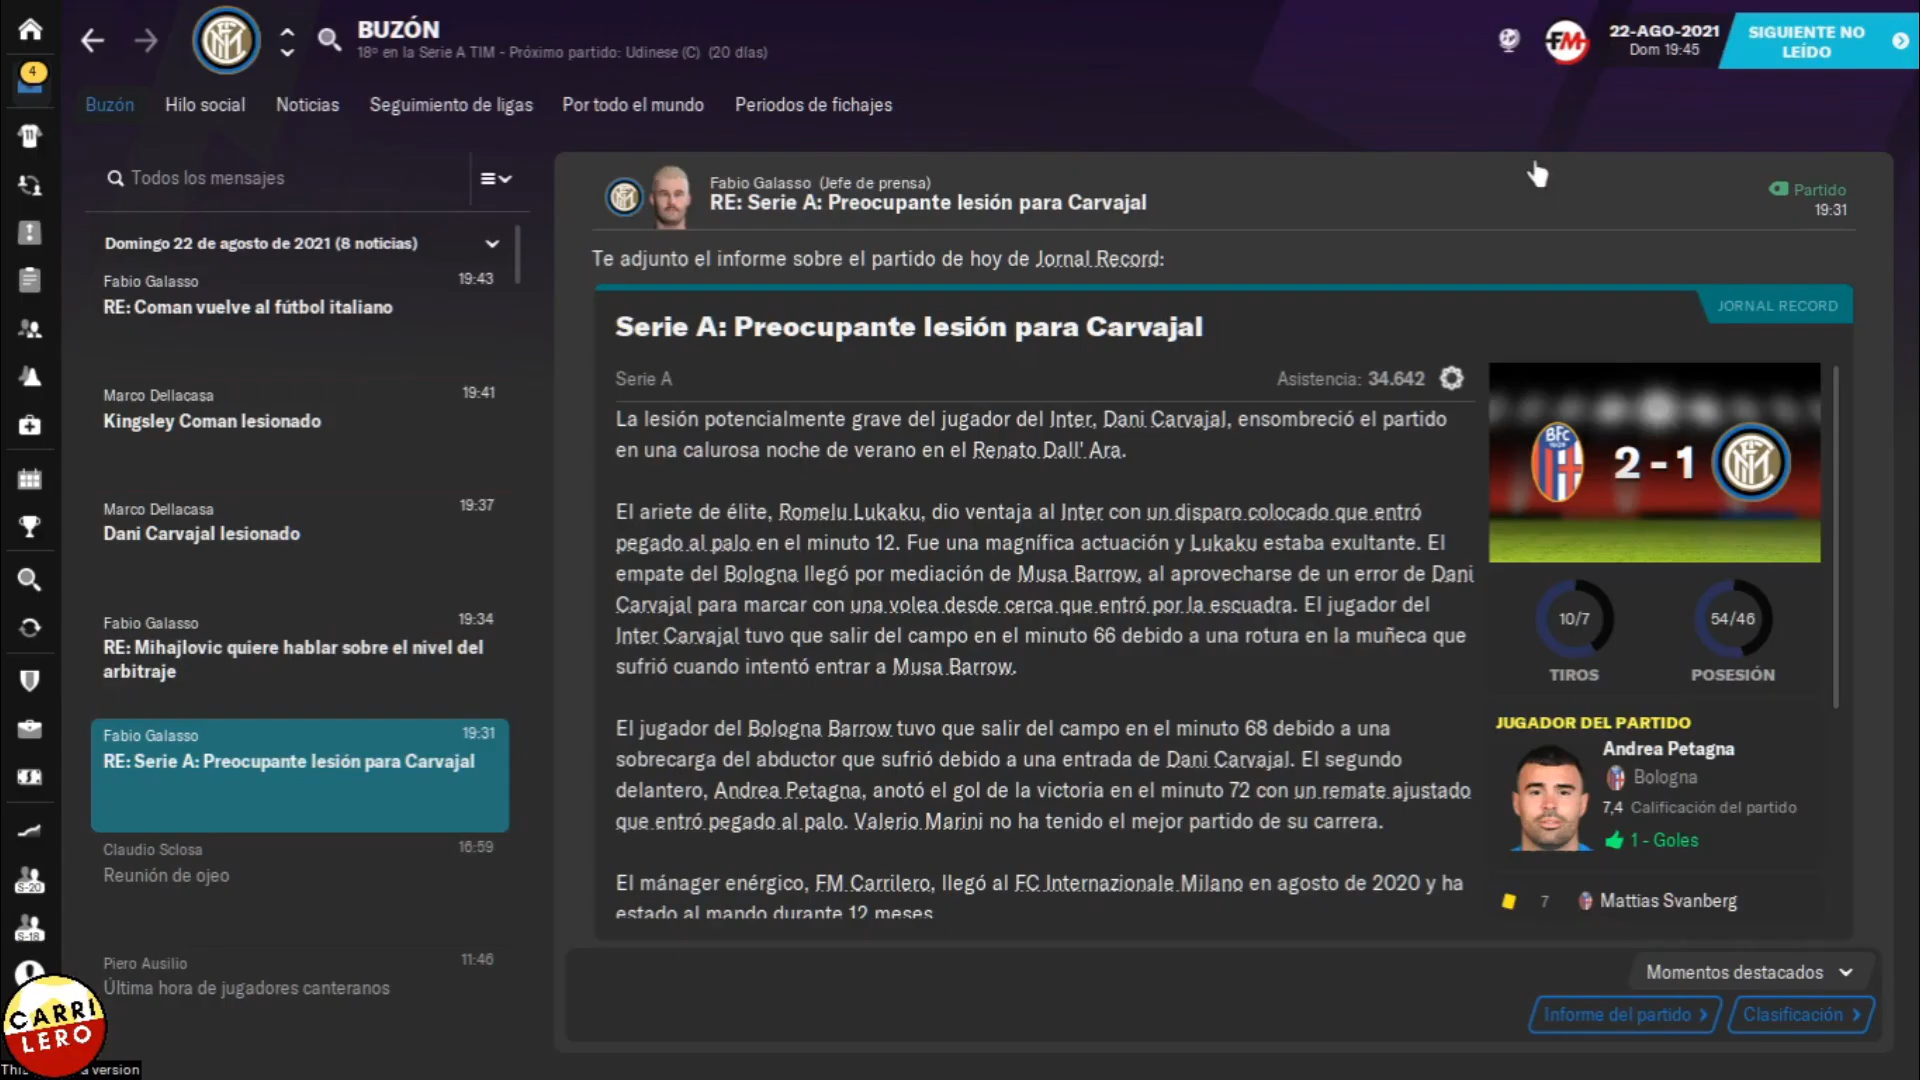 BUZÓN
18º en la Serie A TIM - Próximo partido: Udinese (C) (20 días)
FM
22-AGO-2021
Dom 19:45
SIGUIENTE NO
LEÍDO
4
Buzón
Hilo social
Noticias
Seguimiento de ligas
Por todo el mundo
Periodos de fichajes
11
Todos los mensajes
Domingo 22 de agosto de 2021 (8 noticias)
Fabio Galasso 19:43
RE: Coman vuelve al fútbol italiano
Marco Dellacasa 19:41
Kingsley Coman lesionado
Marco Dellacasa 19:37
Dani Carvajal lesionado
Fabio Galasso 19:34
RE: Mihajlovic quiere hablar sobre el nivel del
arbitraje
Fabio Galasso 19:31
RE: Serie A: Preocupante lesión para Carvajal
Claudio Sclosa 16:59
Reunión de ojeo
Piero Ausilio 11:46
Última hora de jugadores canteranos
S-20
S-18
CARRI
LERO
version
Fabio Galasso (Jefe de prensa)
RE: Serie A: Preocupante lesión para Carvajal
Partido
19:31
Te adjunto el informe sobre el partido de hoy de Jornal Record:
JORNAL RECORD
Serie A: Preocupante lesión para Carvajal
Serie A
Asistencia: 34.642
La lesión potencialmente grave del jugador del Inter, Dani Carvajal, ensombreció el partido
en una calurosa noche de verano en el Renato Dall' Ara.
El ariete de élite, Romelu Lukaku, dio ventaja al Inter con un disparo colocado que entró
pegado al palo en el minuto 12. Fue una magnífica actuación y Lukaku estaba exultante. El
empate del Bologna llegó por mediación de Musa Barrow, al aprovecharse de un error de Dani
Carvajal para marcar con una volea desde cerca que entró por la escuadra. El jugador del
Inter Carvajal tuvo que salir del campo en el minuto 66 debido a una rotura en la muñeca que
sufrió cuando intentó entrar a Musa Barrow.
El jugador del Bologna Barrow tuvo que salir del campo en el minuto 68 debido a una
sobrecarga del abductor que sufrió debido a una entrada de Dani Carvajal. El segundo
delantero, Andrea Petagna, anotó el gol de la victoria en el minuto 72 con un remate ajustado
que entró pegado al palo. Valerio Marini no ha tenido el mejor partido de su carrera.
El mánager enérgico, FM Carrilero, llegó al FC Internazionale Milano en agosto de 2020 y ha
estado al mando durante 12 meses
BFC
2 - 1
10/7
TIROS
54/46
POSESIÓN
JUGADOR DEL PARTIDO
Andrea Petagna
Bologna
7,4 Calificación del partido
1 - Goles
7 Mattias Svanberg
Momentos destacados
Informe del partido
Clasificación